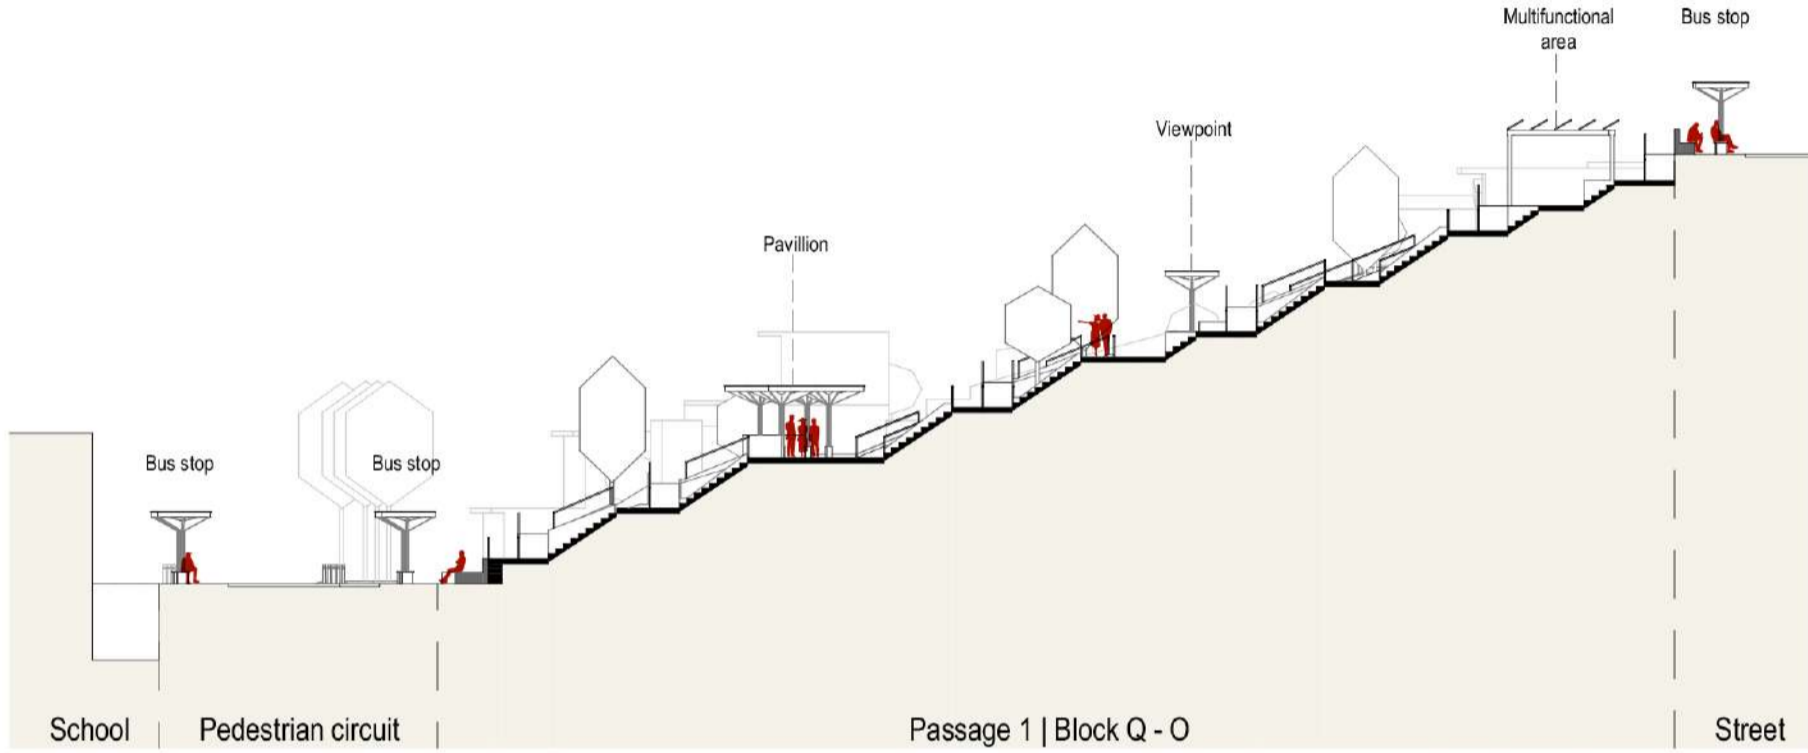 Multifunctional
area
Bus stop
Viewpoint
Pavillion
Bus stop
Bus stop
School
Pedestrian circuit
Passage 1 | Block Q - O
Street